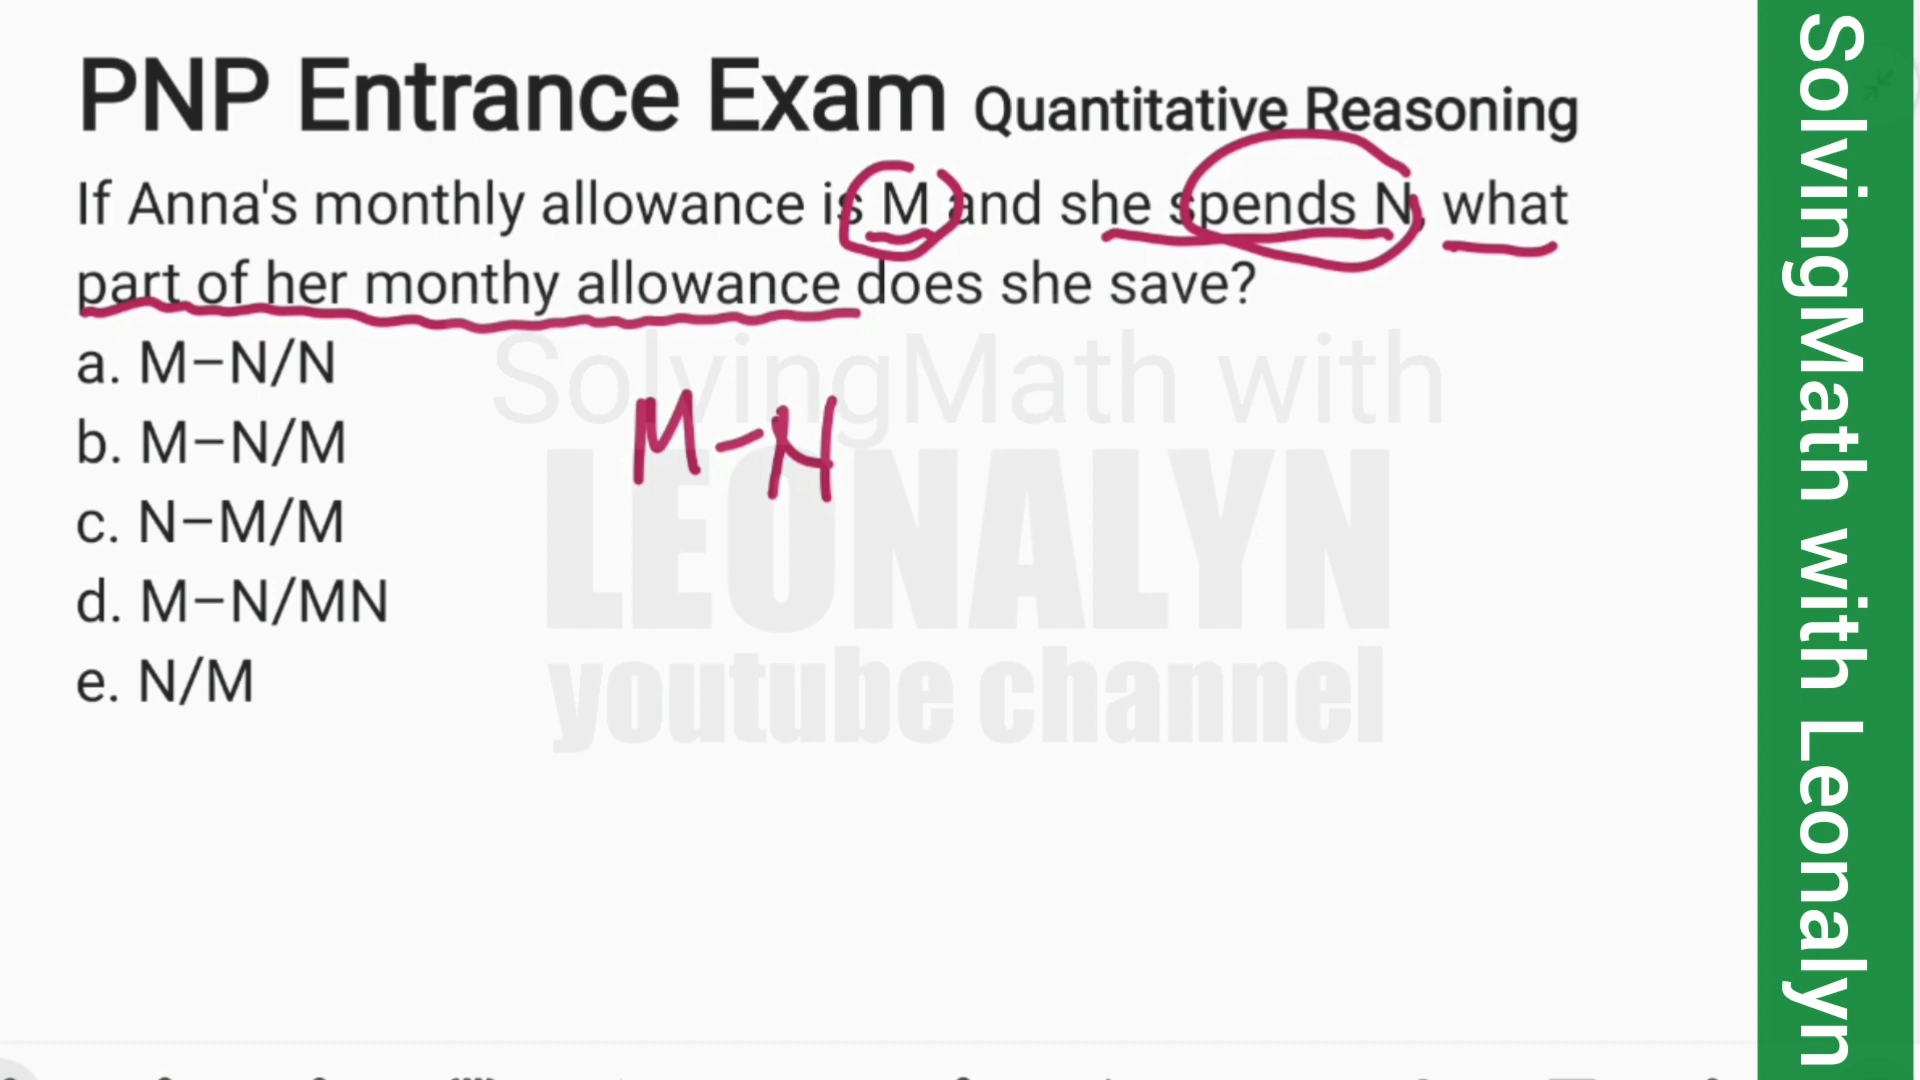 PNP Entrance Exam Quantitative Reasoning
If Anna's monthly allowance is M and she spends N, what
part of her monthy allowance does she save?
a. M–N/N
b. M–N/M
c. N–M/M
d. M–N/MN
e. N/M
M-N
SolvingMath with
LEONALYN
youtube channel
SolvingMath with Leonalyn